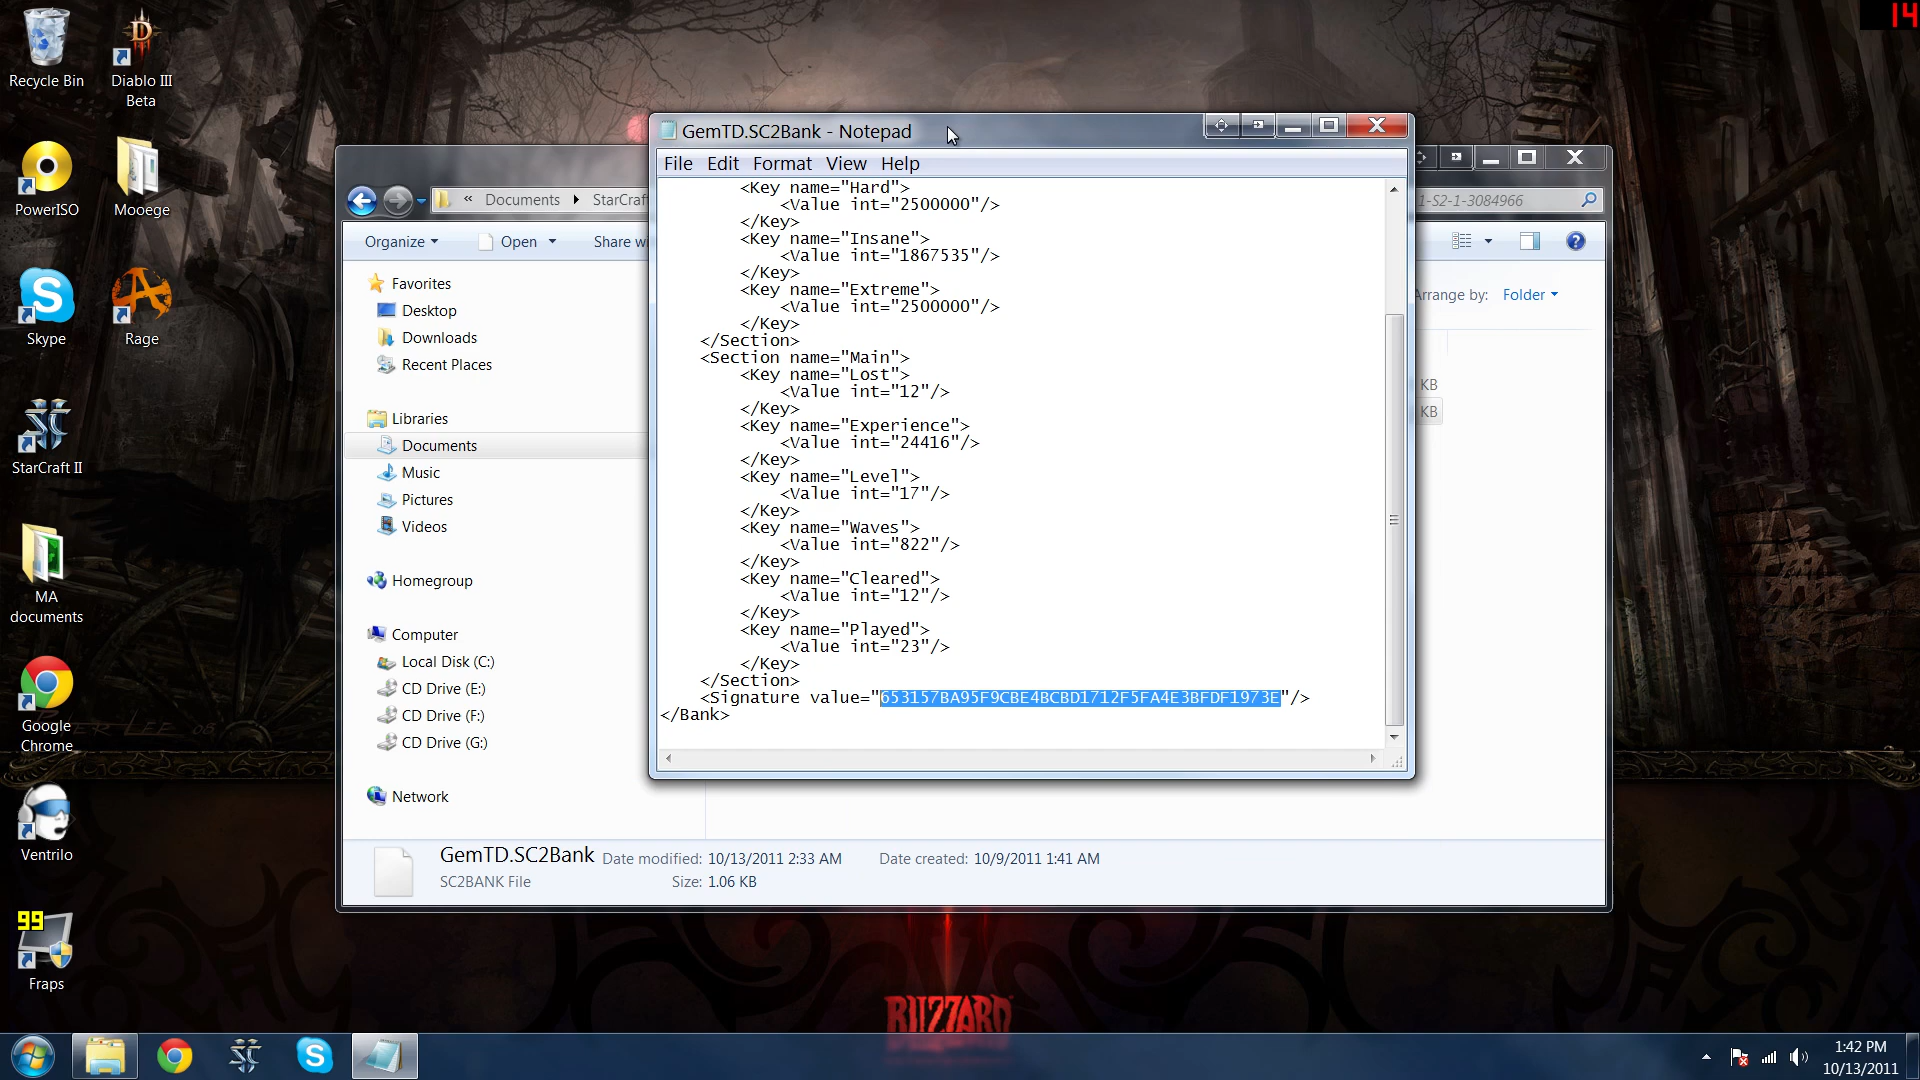 14
Recycle Bin
Diablo III
Beta
PowerISO
Mooege
Skype
Rage
StarCraft II
MA
documents
Google
Chrome
Ventrilo
99
Fraps
GemTD.SC2Bank - Notepad
File Edit Format View Help
<Key name="Hard">
<Value int="2500000"/>
</Key>
<Key name="Insane">
<Value int="1867535"/>
</Key>
<Key name="Extreme">
<Value int="2500000"/>
</Key>
</Section>
<Section name="Main">
<Key name="Lost">
<Value int="12"/>
</Key>
<Key name="Experience">
<Value int="24416"/>
</Key>
<Key name="Level">
<Value int="17"/>
</Key>
<Key name="Waves">
<Value int="822"/>
</Key>
<Key name="Cleared">
<Value int="12"/>
</Key>
<Key name="Played">
<Value int="23"/>
</Key>
</Section>
<Signature value="653157BA95F9CBE4BCBD1712F5FA4E3BFDF1973E"/>
</Bank>
« Documents StarCraf
1-S2-1-3084966
Organize Open Share wi
Arrange by: Folder
KB
KB
Favorites
Desktop
Downloads
Recent Places
Libraries
Documents
Music
Pictures
Videos
Homegroup
Computer
Local Disk (C:)
CD Drive (E:)
CD Drive (F:)
CD Drive (G:)
Network
GemTD.SC2Bank Date modified: 10/13/2011 2:33 AM Date created: 10/9/2011 1:41 AM
SC2BANK File Size: 1.06 KB
BLIZZARD
1:42 PM
10/13/2011